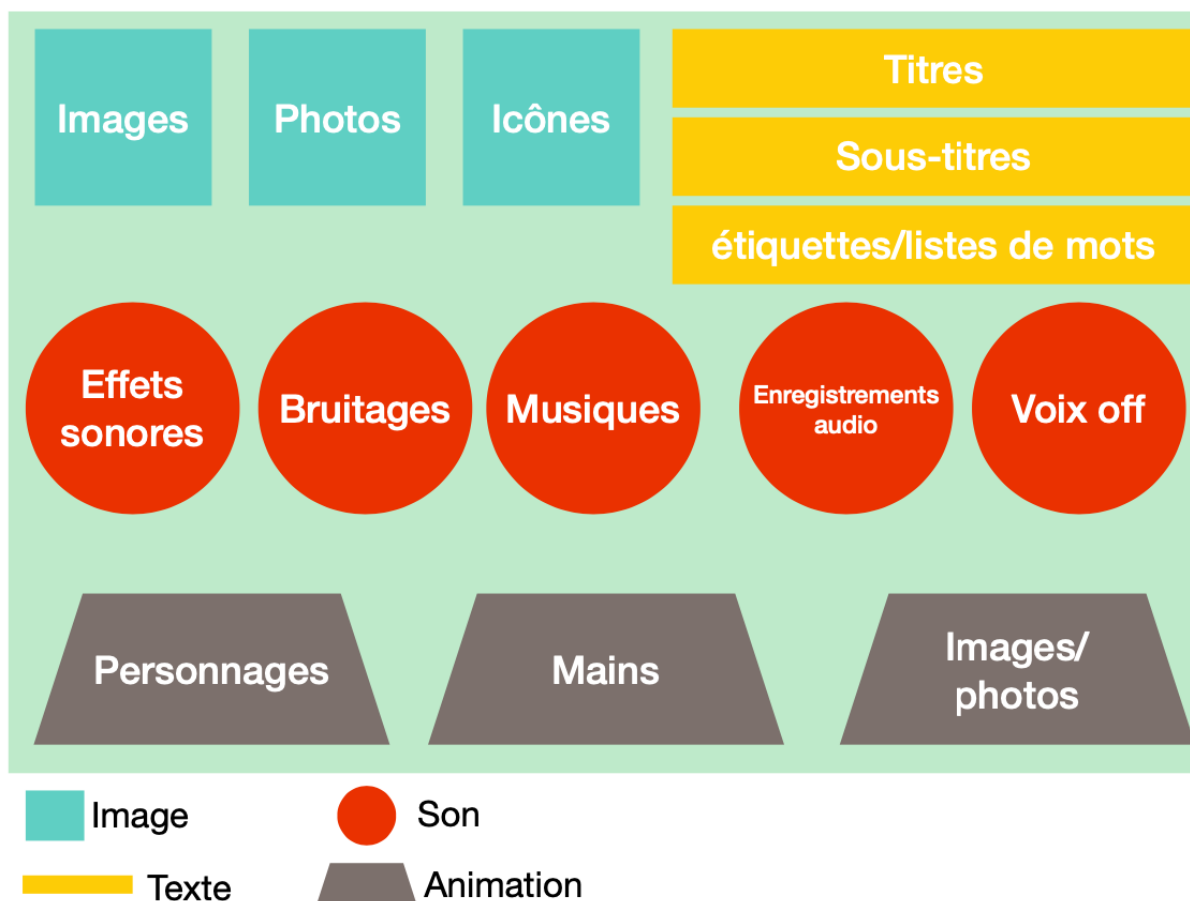 Images
Photos
Icônes
Titres
Sous-titres
étiquettes/listes de mots
Effets
sonores
Bruitages
Musiques
Enregistrements
audio
Voix off
Personnages
Mains
Images/
photos
Image
Son
Texte
Animation